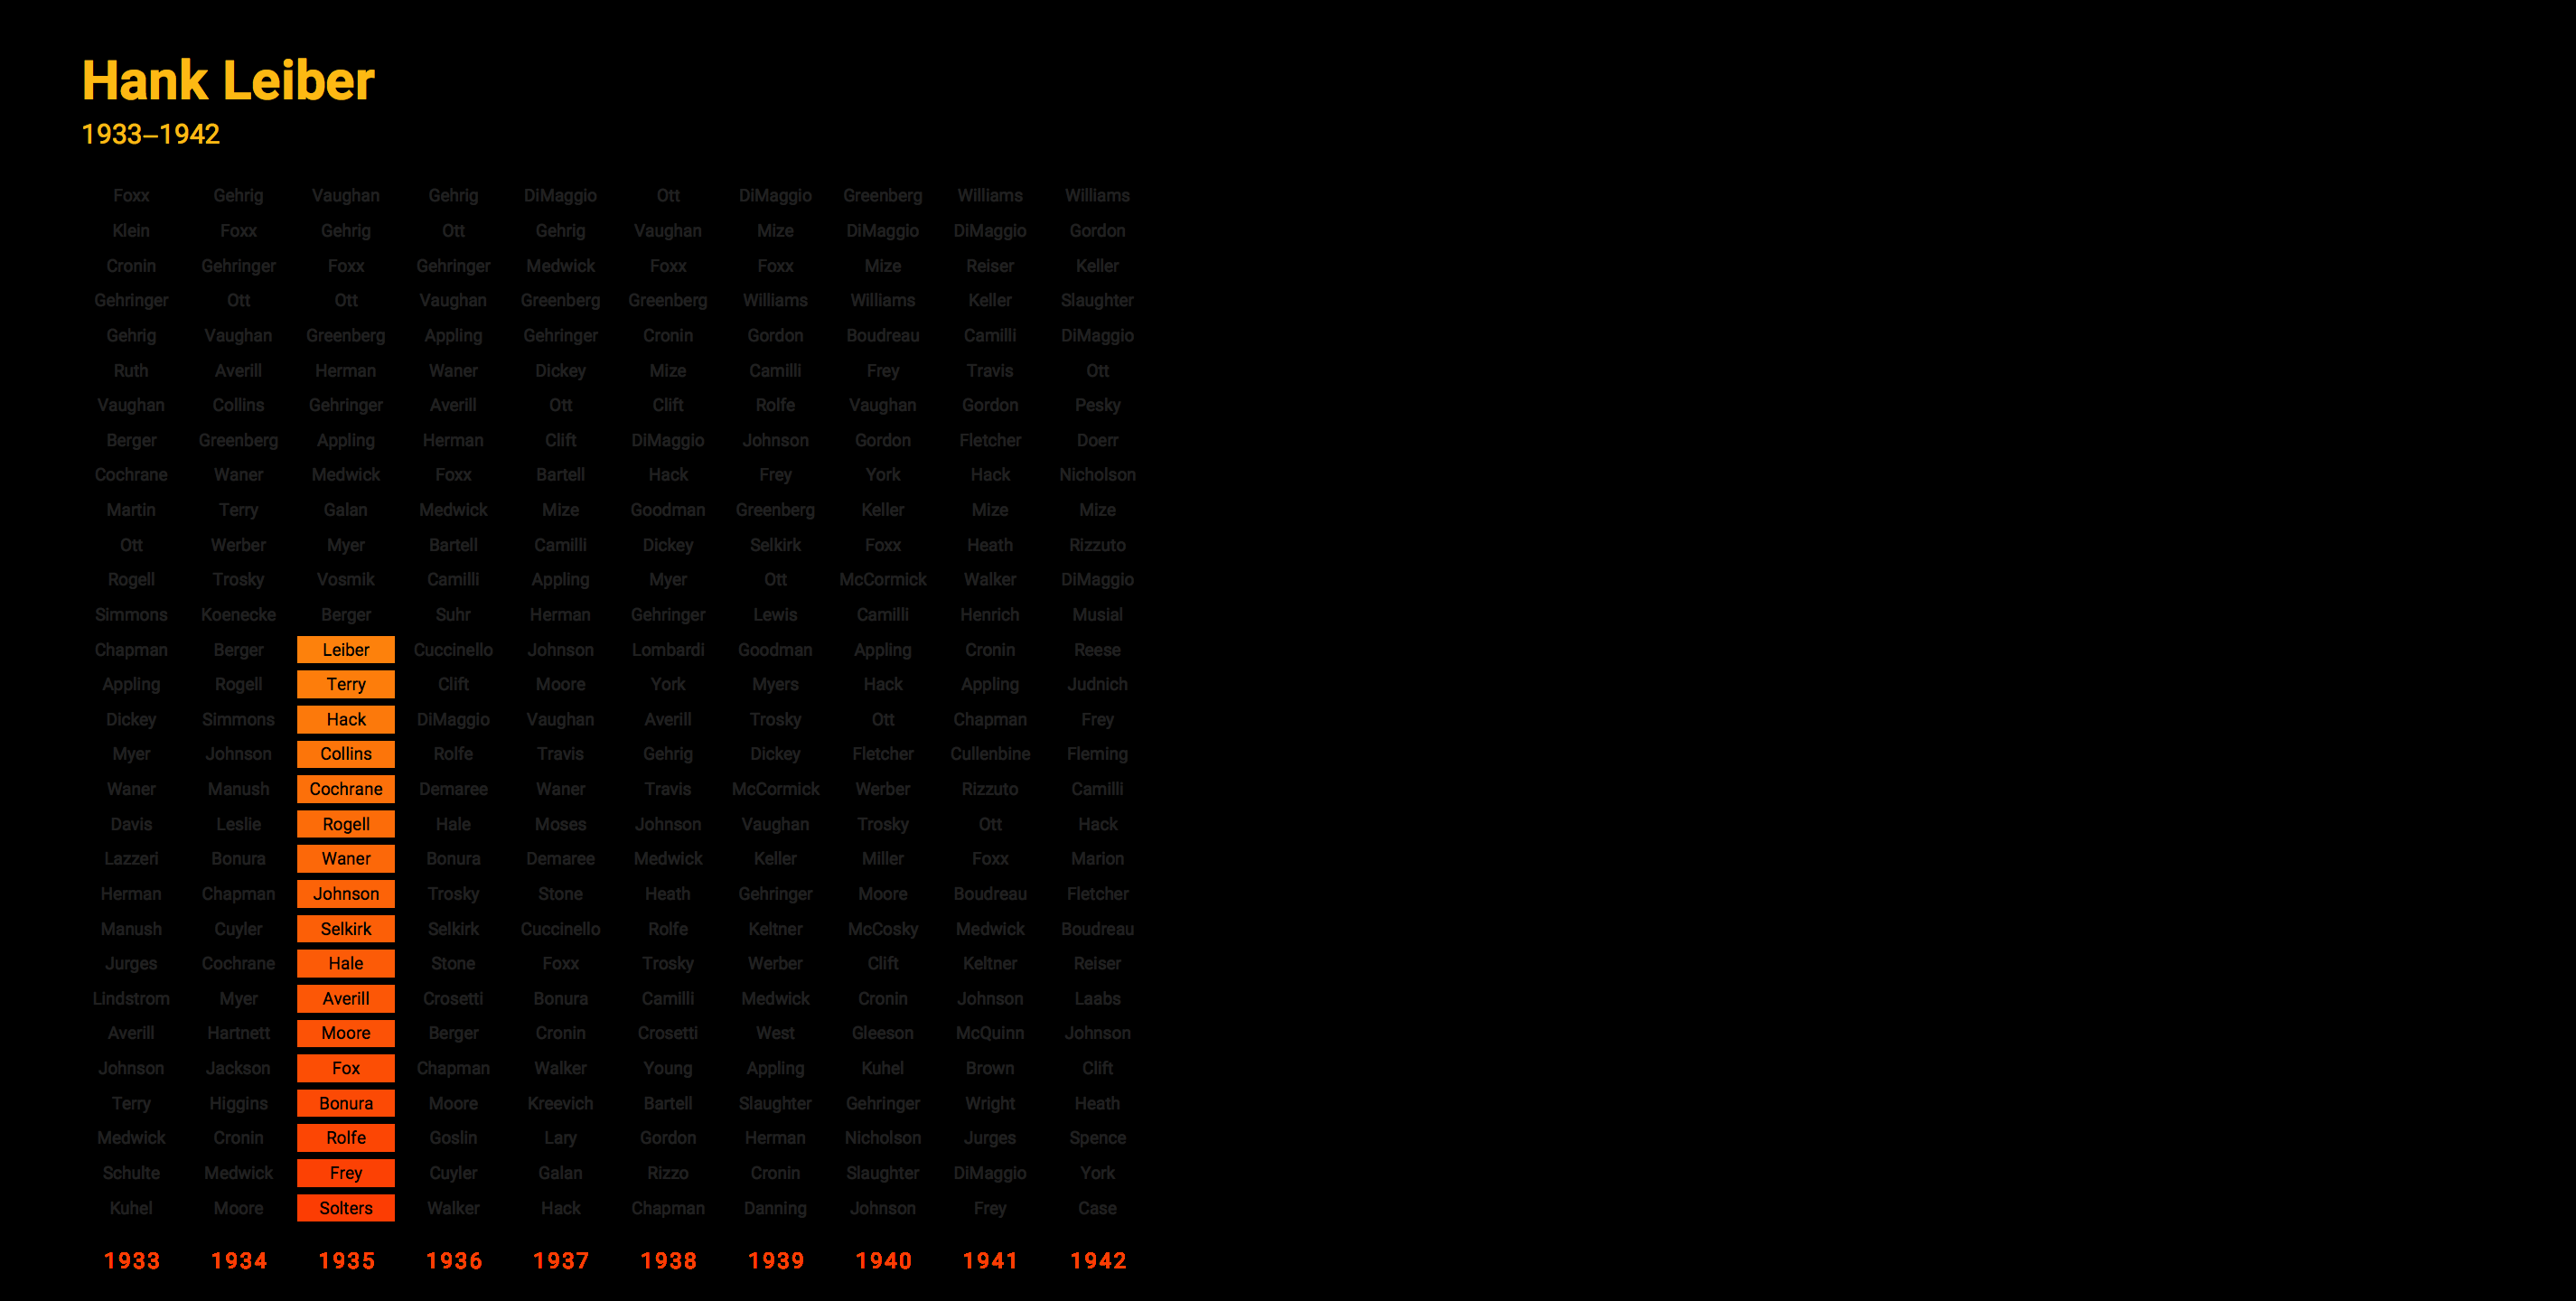 Hank Leiber
1933–1942
Foxx Gehrig Vaughan Gehrig DiMaggio Ott DiMaggio Greenberg Williams Williams
Klein Foxx Gehrig Ott Gehrig Vaughan Mize DiMaggio DiMaggio Gordon
Cronin Gehringer Foxx Gehringer Medwick Foxx Foxx Mize Reiser Keller
Gehringer Ott Ott Vaughan Greenberg Greenberg Williams Williams Keller Slaughter
Gehrig Vaughan Greenberg Appling Gehringer Cronin Gordon Boudreau Camilli DiMaggio
Ruth Averill Herman Waner Dickey Mize Camilli Frey Travis Ott
Vaughan Collins Gehringer Averill Ott Clift Rolfe Vaughan Gordon Pesky
Berger Greenberg Appling Herman Clift DiMaggio Johnson Gordon Fletcher Doerr
Cochrane Waner Medwick Foxx Bartell Hack Frey York Hack Nicholson
Martin Terry Galan Medwick Mize Goodman Greenberg Keller Mize Mize
Ott Werber Myer Bartell Camilli Dickey Selkirk Foxx Heath Rizzuto
Rogell Trosky Vosmik Camilli Appling Myer Ott McCormick Walker DiMaggio
Simmons Koenecke Berger Suhr Herman Gehringer Lewis Camilli Henrich Musial
Chapman Berger Leiber Cuccinello Johnson Lombardi Goodman Appling Cronin Reese
Appling Rogell Terry Clift Moore York Myers Hack Appling Judnich
Dickey Simmons Hack DiMaggio Vaughan Averill Trosky Ott Chapman Frey
Myer Johnson Collins Rolfe Travis Gehrig Dickey Fletcher Cullenbine Fleming
Waner Manush Cochrane Demaree Waner Travis McCormick Werber Rizzuto Camilli
Davis Leslie Rogell Hale Moses Johnson Vaughan Trosky Ott Hack
Lazzeri Bonura Waner Bonura Demaree Medwick Keller Miller Foxx Marion
Herman Chapman Johnson Trosky Stone Heath Gehringer Moore Boudreau Fletcher
Manush Cuyler Selkirk Selkirk Cuccinello Rolfe Keltner McCosky Medwick Boudreau
Jurges Cochrane Hale Stone Foxx Trosky Werber Clift Keltner Reiser
Lindstrom Myer Averill Crosetti Bonura Camilli Medwick Cronin Johnson Laabs
Averill Hartnett Moore Berger Cronin Crosetti West Gleeson McQuinn Johnson
Johnson Jackson Fox Chapman Walker Young Appling Kuhel Brown Clift
Terry Higgins Bonura Moore Kreevich Bartell Slaughter Gehringer Wright Heath
Medwick Cronin Rolfe Goslin Lary Gordon Herman Nicholson Jurges Spence
Schulte Medwick Frey Cuyler Galan Rizzo Cronin Slaughter DiMaggio York
Kuhel Moore Solters Walker Hack Chapman Danning Johnson Frey Case
1933 1934 1935 1936 1937 1938 1939 1940 1941 1942